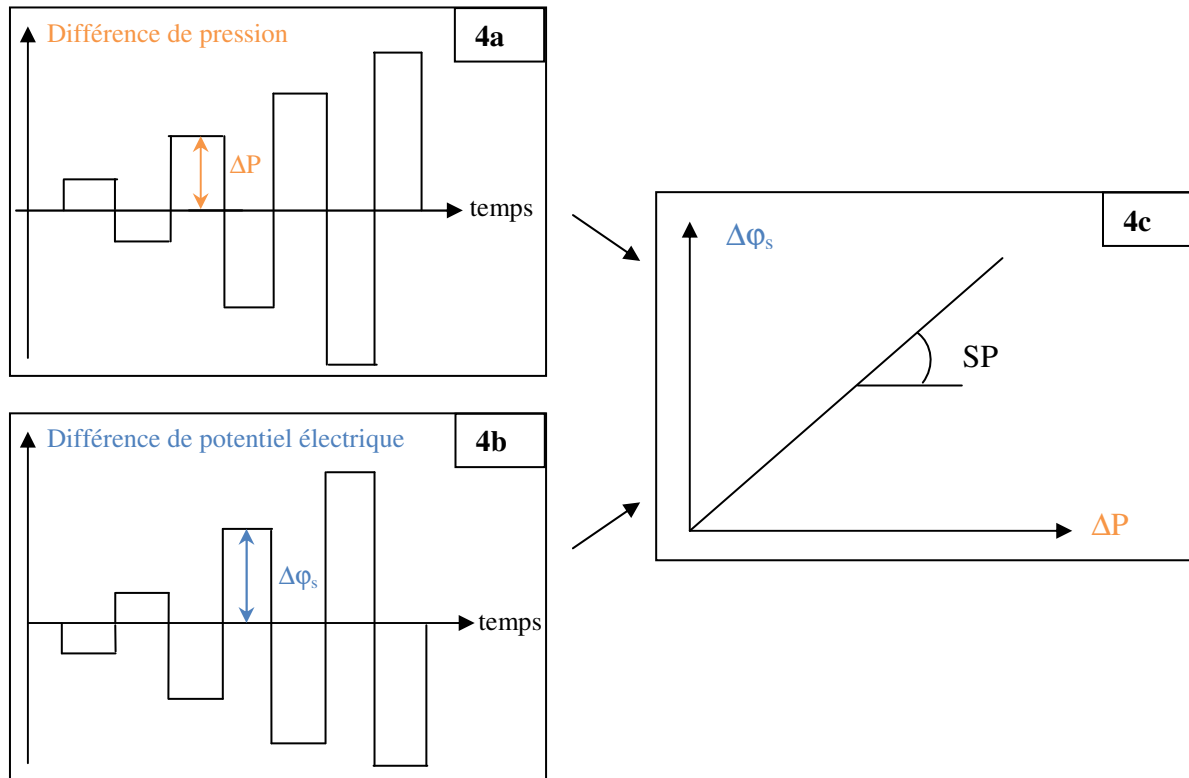 Différence de pression
4a
ΔP
temps
Différence de potentiel électrique
4b
Δφs
temps
4c
Δφs
SP
ΔP